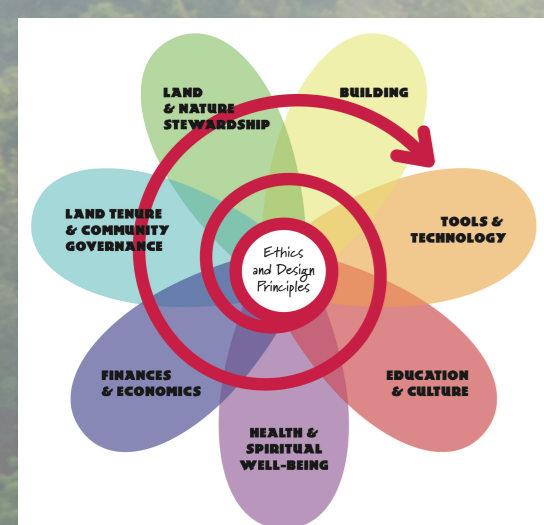 LAND
& NATURE
STEWARDSHIP
BUILDING
TOOLS &
TECHNOLOGY
EDUCATION
& CULTURE
HEALTH &
SPIRITUAL
WELL-BEING
FINANCES
& ECONOMICS
LAND TENURE
& COMMUNITY
GOVERNANCE
Ethics
and Design
Principles